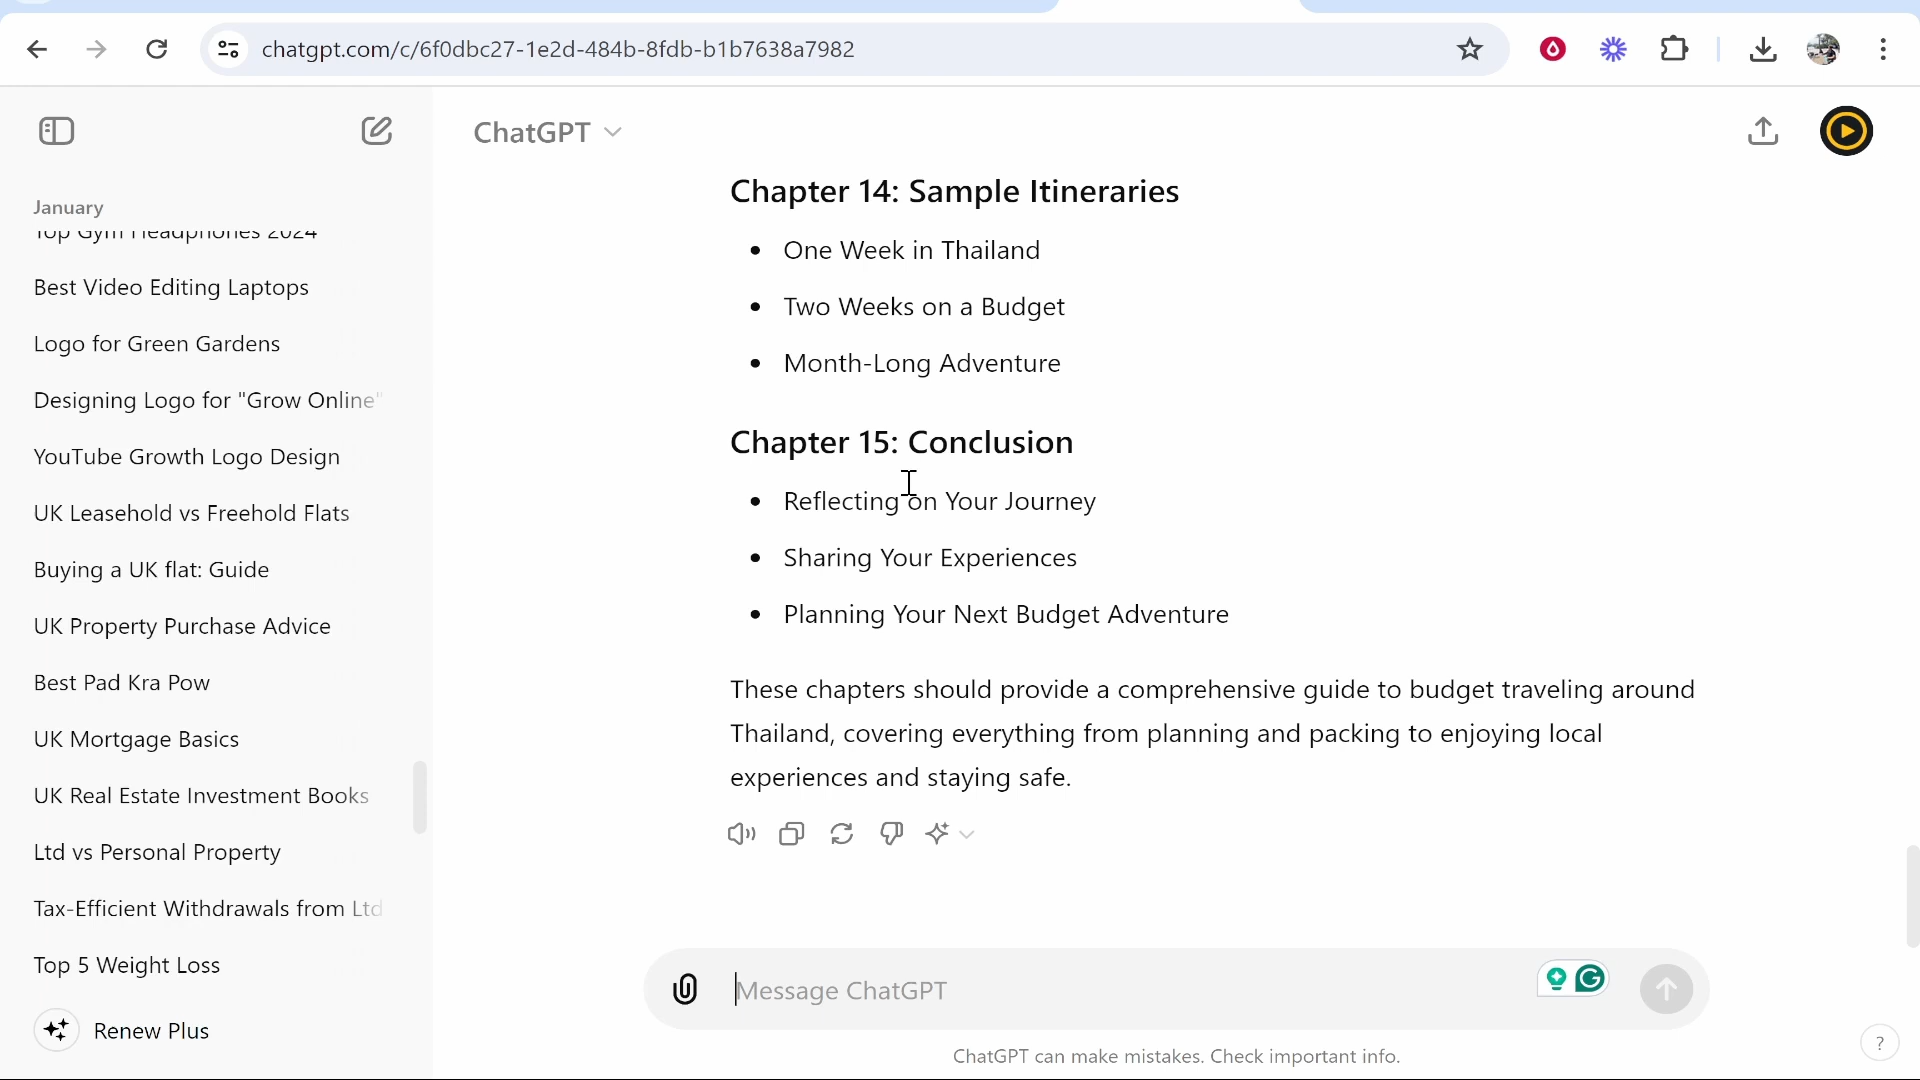 chatgpt.com/c/6f0dbc27-1e2d-484b-8fdb-b1b7638a7982
ChatGPT
January
Top Gym Headphones 2024
Best Video Editing Laptops
Logo for Green Gardens
Designing Logo for "Grow Online"
YouTube Growth Logo Design
UK Leasehold vs Freehold Flats
Buying a UK flat: Guide
UK Property Purchase Advice
Best Pad Kra Pow
UK Mortgage Basics
UK Real Estate Investment Books
Ltd vs Personal Property
Tax-Efficient Withdrawals from Ltd
Top 5 Weight Loss
Renew Plus
Chapter 14: Sample Itineraries
• One Week in Thailand
• Two Weeks on a Budget
• Month-Long Adventure
Chapter 15: Conclusion
• Reflecting on Your Journey
• Sharing Your Experiences
• Planning Your Next Budget Adventure
These chapters should provide a comprehensive guide to budget traveling around
Thailand, covering everything from planning and packing to enjoying local
experiences and staying safe.
Message ChatGPT
ChatGPT can make mistakes. Check important info.
?